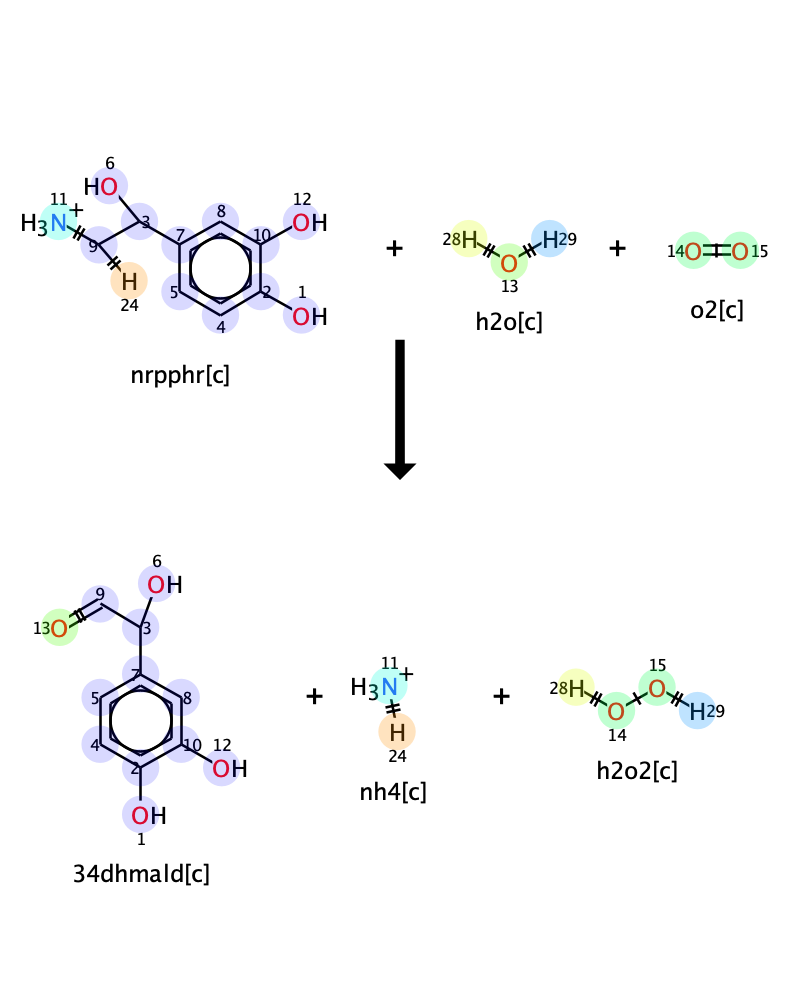 6
HO
11
H3N+
3
9
H
24
7
8
10
12
OH
5
2
1
OH
4
nrpphr[c]
+
28H
H29
O
13
h2o[c]
+
14O
O15
o2[c]
6
OH
9
13O
3
7
5
8
4
10
12
OH
2
OH
1
34dhmald[c]
+
11
H3N+
H
24
nh4[c]
+
28H
15
O
O
14
H29
h2o2[c]